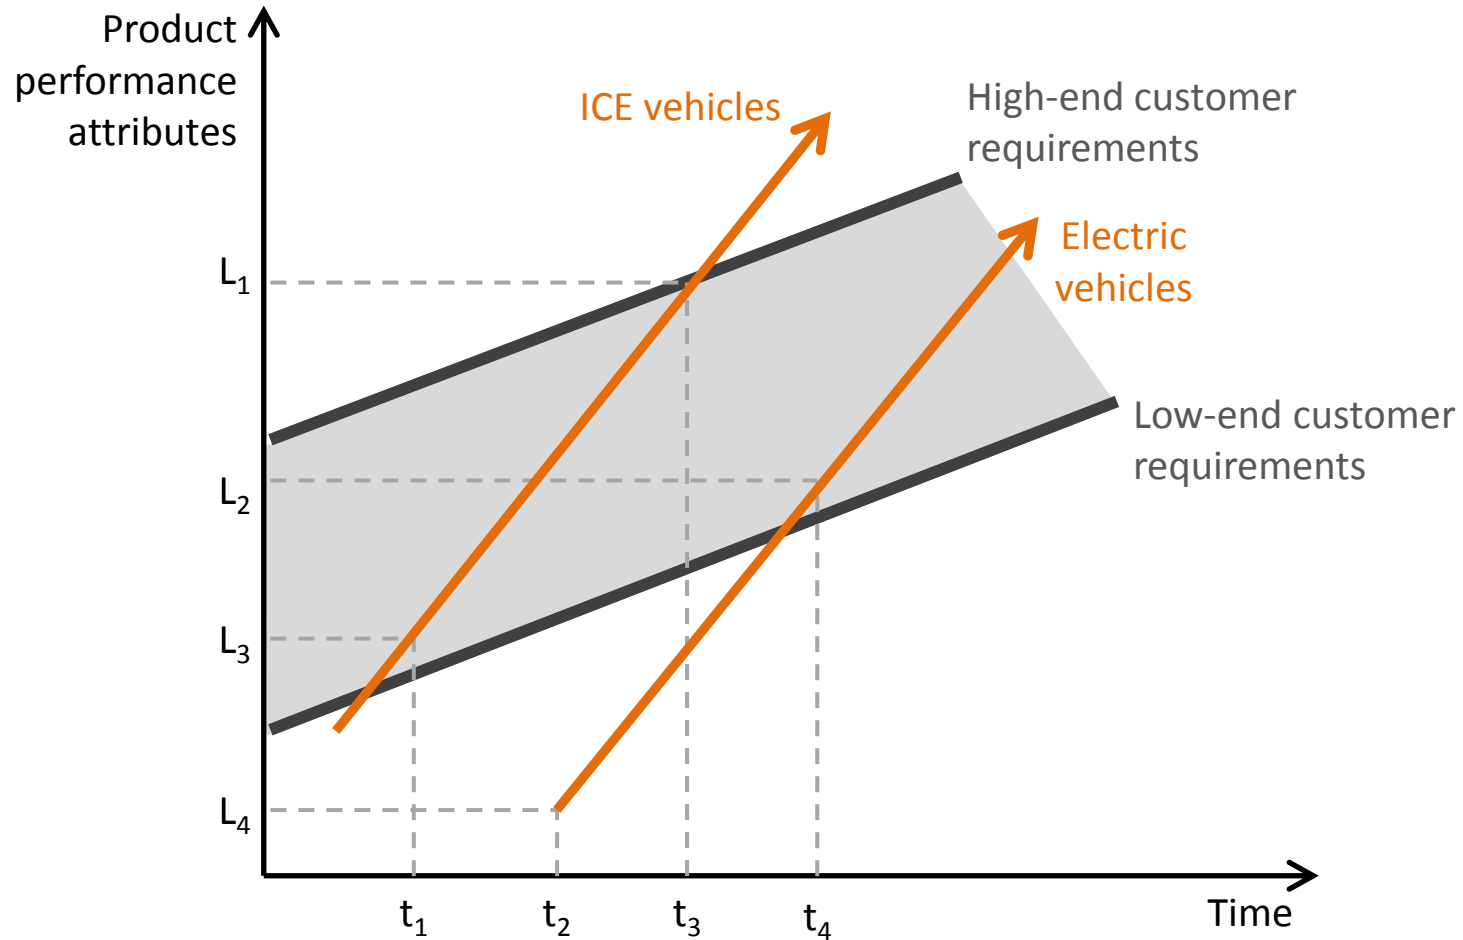 Product
performance
attributes
ICE vehicles
High-end customer
requirements
Electric
vehicles
Low-end customer
requirements
L₁
L₂
L₃
L₄
t₁
t₂
t₃
t₄
Time